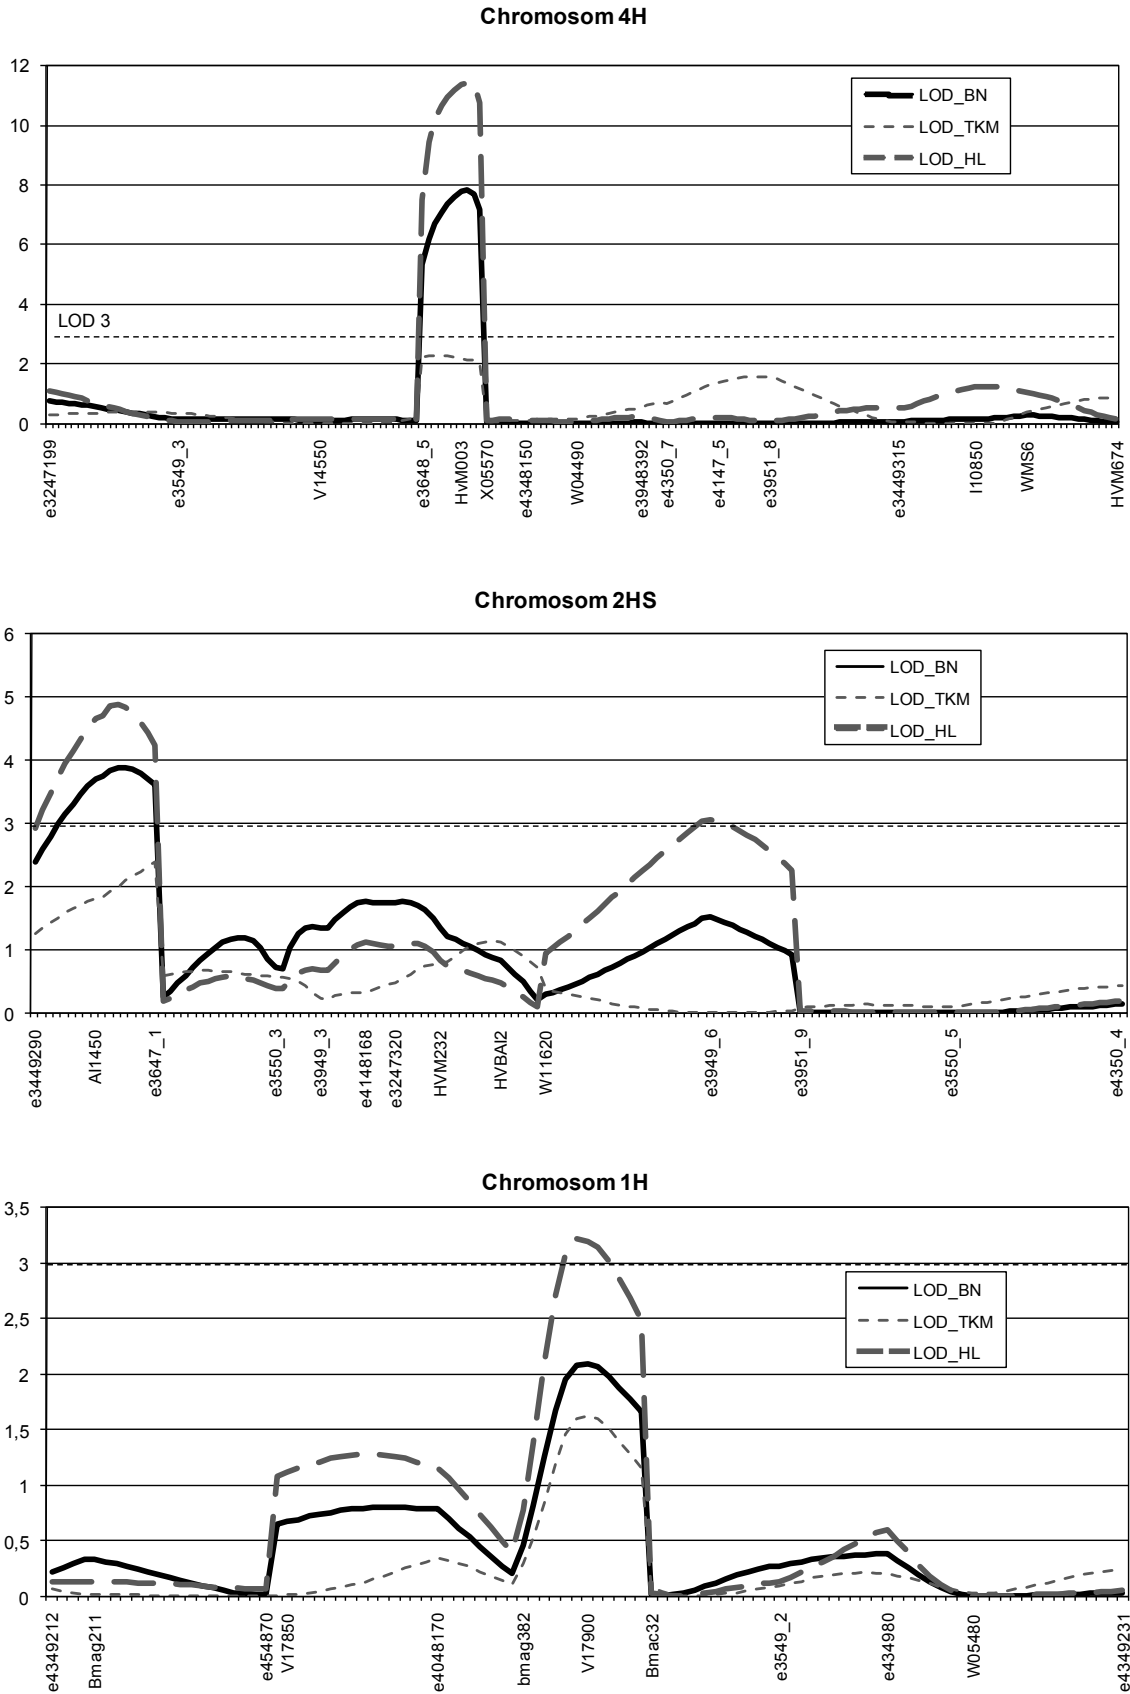 Chromosom 4H
12
10
8
6
4
2
0
LOD 3
LOD_BN
LOD_TKM
LOD_HL
e3247199
e3549_3
V14550
e3648_5
HVM003
X05570
e4348150
W04490
e3948392
e4350_7
e4147_5
e3951_8
e3449315
I10850
WMS6
HVM674
Chromosom 2HS
6
5
4
3
2
1
0
LOD_BN
LOD_TKM
LOD_HL
e3449290
AI1450
e3647_1
e3550_3
e3949_3
e4148168
e3247320
HVM232
HVBAI2
W11620
e3949_6
e3951_9
e3550_5
e4350_4
Chromosom 1H
3,5
3
2,5
2
1,5
1
0,5
0
LOD_BN
LOD_TKM
LOD_HL
e4349212
Bmag211
e454870
V17850
e4048170
bmag382
V17900
Bmac32
e3549_2
e434980
W05480
e4349231